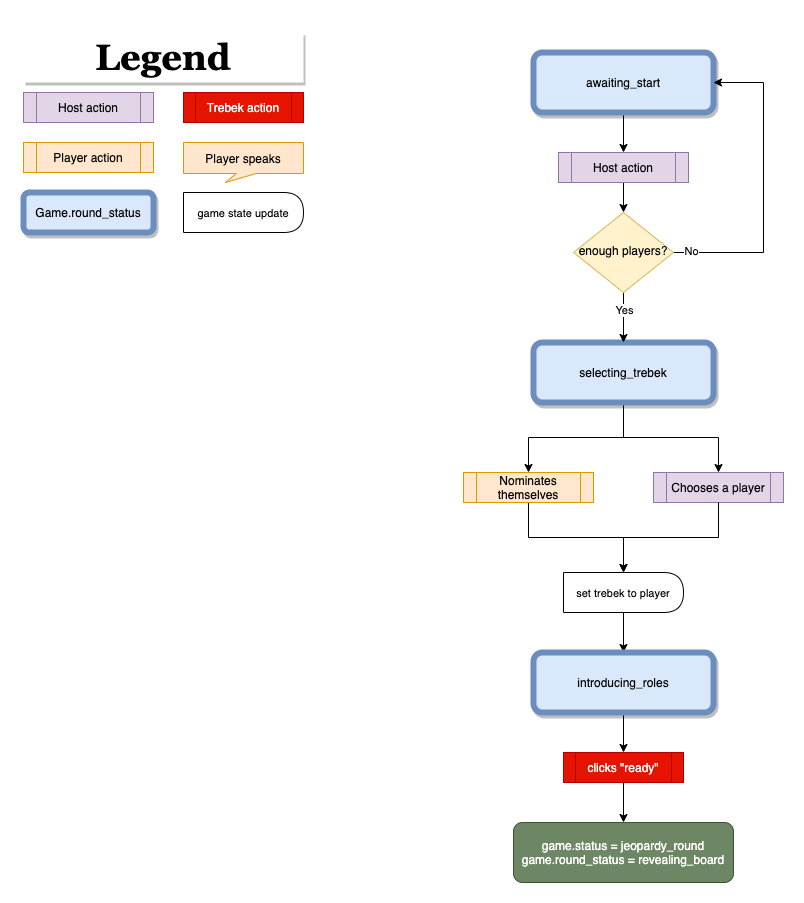 Legend
Host action
Trebek action
Player action
Player speaks
Game.round_status
game state update
awaiting_start
Host action
enough players?
No
Yes
selecting_trebek
Nominates
themselves
Chooses a player
set trebek to player
introducing_roles
clicks "ready"
game.status = jeopardy_round
game.round_status = revealing_board